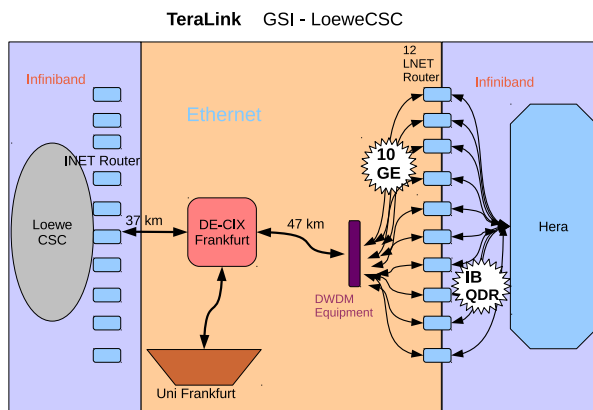 TeraLink GSI - LoeweCSC
12
LNET
Router
Infiniband
Infiniband
Ethernet
10
GE
lNET Router
Loewe
CSC
37 km
DE-CIX
Frankfurt
47 km
Hera
IB
QDR
DWDM
Equipment
Uni Frankfurt